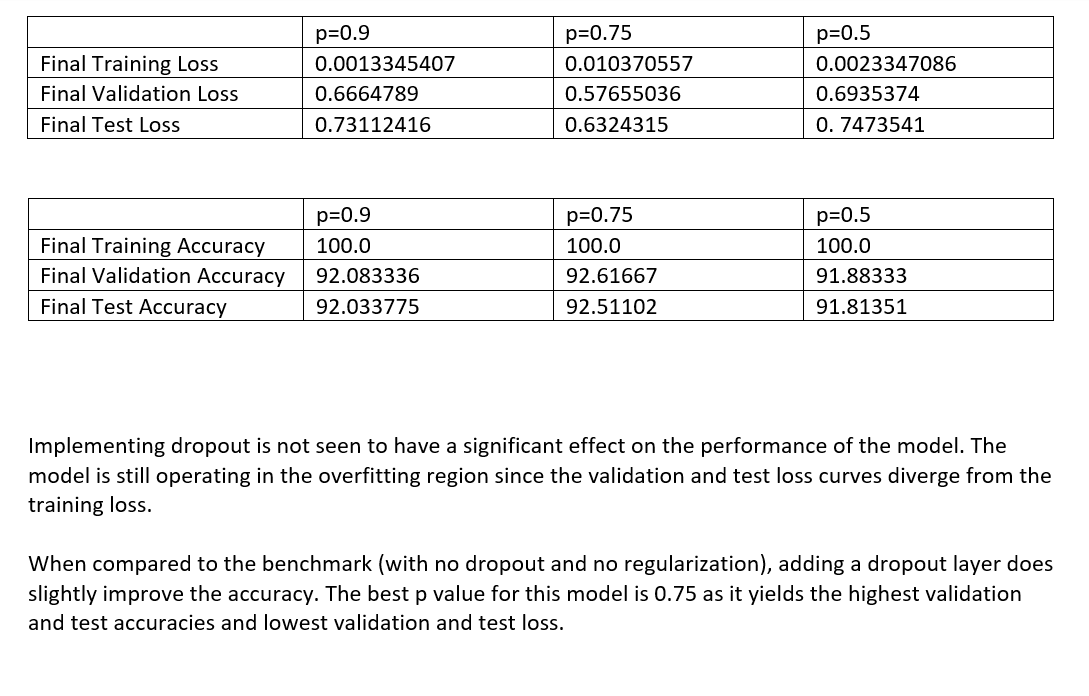 p=0.9 p=0.75 p=0.5
Final Training Loss 0.0013345407 0.010370557 0.0023347086
Final Validation Loss 0.6664789 0.57655036 0.6935374
Final Test Loss 0.73112416 0.6324315 0. 7473541
p=0.9 p=0.75 p=0.5
Final Training Accuracy 100.0 100.0 100.0
Final Validation Accuracy 92.083336 92.61667 91.88333
Final Test Accuracy 92.033775 92.51102 91.81351
Implementing dropout is not seen to have a significant effect on the performance of the model. The
model is still operating in the overfitting region since the validation and test loss curves diverge from the
training loss.
When compared to the benchmark (with no dropout and no regularization), adding a dropout layer does
slightly improve the accuracy. The best p value for this model is 0.75 as it yields the highest validation
and test accuracies and lowest validation and test loss.